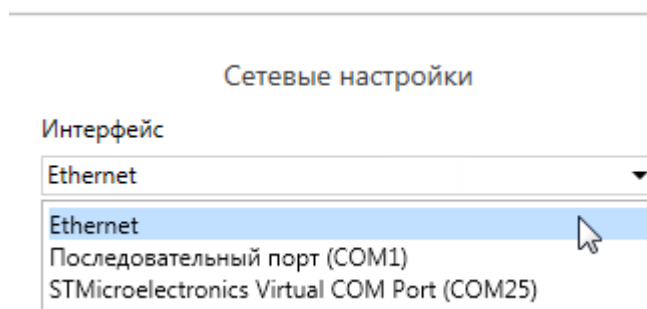 Сетевые настройки
Интерфейс
Ethernet
Ethernet
Последовательный порт (COM1)
STMicroelectronics Virtual COM Port (COM25)